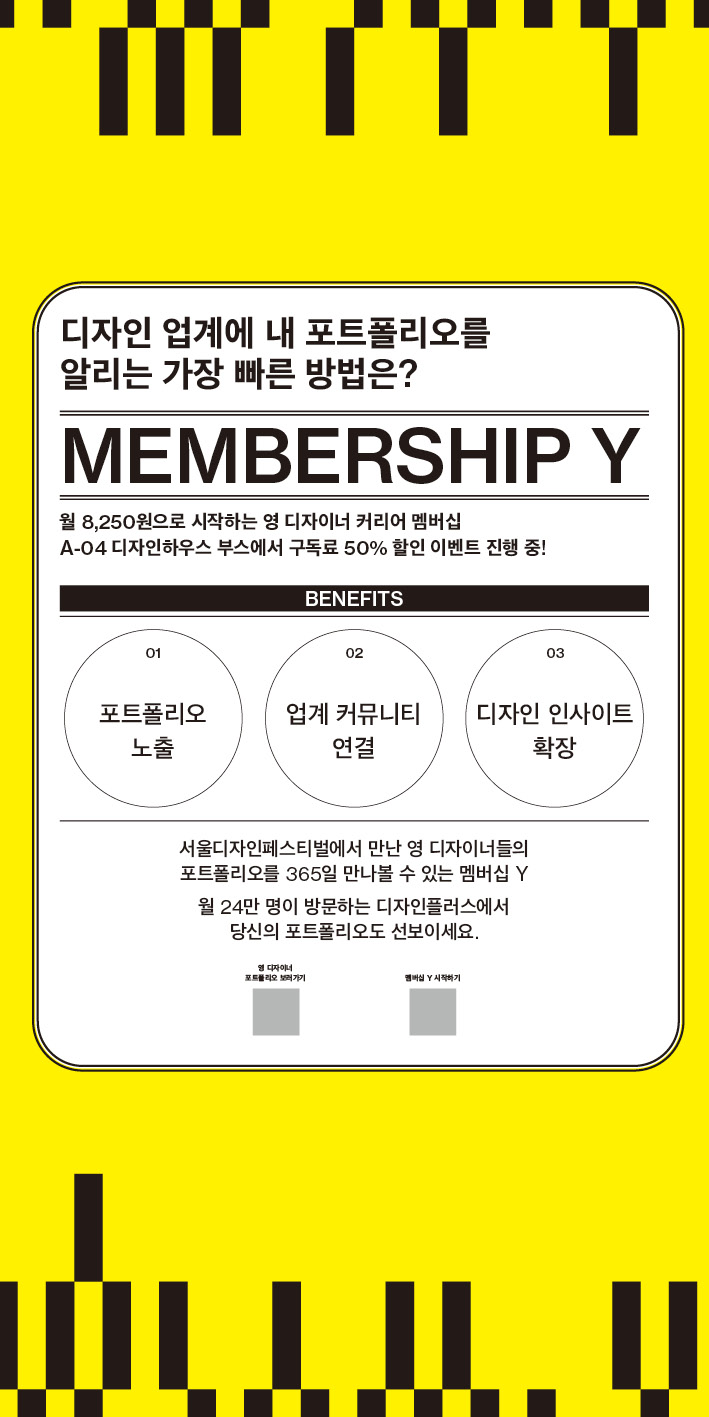 디자인 업계에 내 포트폴리오를
알리는 가장 빠른 방법은?
MEMBERSHIP Y
월 8,250원으로 시작하는 영 디자이너 커리어 멤버십
A-04 디자인하우스 부스에서 구독료 50% 할인 이벤트 진행 중!
BENEFITS
01
포트폴리오
노출
02
업계 커뮤니티
연결
03
디자인 인사이트
확장
서울디자인페스티벌에서 만난 영 디자이너들의
포트폴리오를 365일 만나볼 수 있는 멤버십 Y
월 24만 명이 방문하는 디자인플러스에서
당신의 포트폴리오도 선보이세요.
영 디자이너
포트폴리오 보러가기
멤버십 Y 시작하기